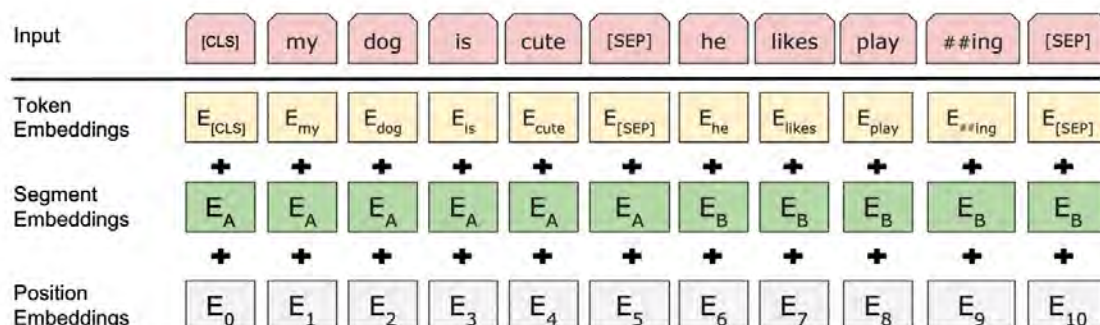 Input [CLS] my dog is cute [SEP] he likes play ##ing [SEP]
Token Embeddings E[CLS] Emy Edog Eis Ecute E[SEP] Ehe Elikes Eplay E##ing E[SEP]
+ + + + + + + + + + +
Segment Embeddings EA EA EA EA EA EA EB EB EB EB EB
+ + + + + + + + + + +
Position Embeddings E0 E1 E2 E3 E4 E5 E6 E7 E8 E9 E10